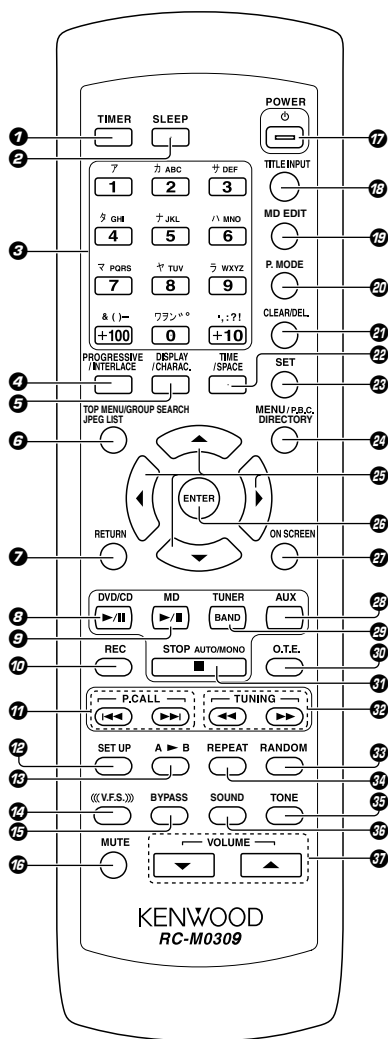 TIMER SLEEP POWER
1
2
17
TITLE INPUT
18
ア カ ABC サ DEF
1 2 3
MD EDIT
19
3
タ GHI ナ JKL ハ MNO
4 5 6
P. MODE
20
マ PQRS ヤ TUV ラ WXYZ
7 8 9
CLEAR/DEL.
21
& ( )– ワヲン゛゜ ･,:?!
+100 0 +10
22
PROGRESSIVE
/INTERLACE
DISPLAY
/CHARAC.
TIME
/SPACE
SET
4
5
23
TOP MENU/GROUP SEARCH
JPEG LIST
MENU / P.B.C.
DIRECTORY
6
24
25
ENTER
26
RETURN ON SCREEN
7
27
DVD/CD MD TUNER AUX
8
BAND
28
9
29
REC STOP AUTO/MONO O.T.E.
10
30
31
P.CALL TUNING
11
32
SET UP A ► B REPEAT RANDOM
12
33
13
34
(((V.F.S.))) BYPASS SOUND TONE
14
35
15
36
MUTE VOLUME
16
37
KENWOOD
RC-M0309